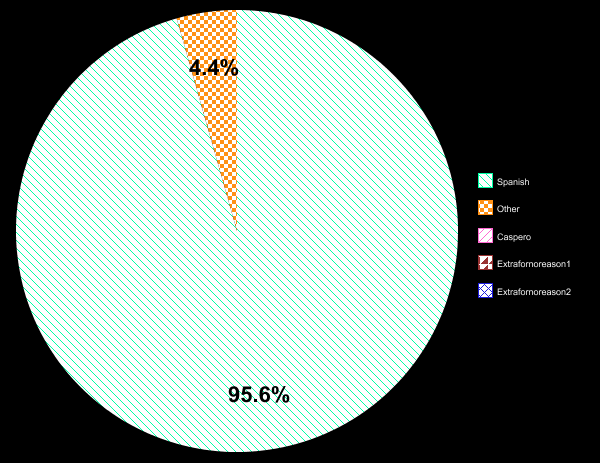 4.4%
95.6%
Spanish
Other
Caspero
Extrafornoreason1
Extrafornoreason2